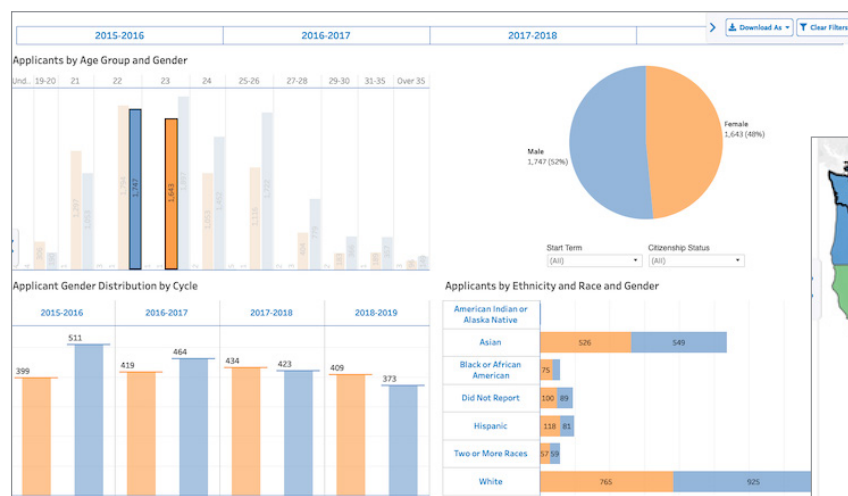 2015-2016
2016-2017
2017-2018
Download As
Clear Filters
Applicants by Age Group and Gender
Und..
19-20
21
22
23
24
25-26
27-28
29-30
31-35
Over 35
1,747
1,643
Female
1,643 (48%)
Male
1,747 (52%)
Start Term
Citizenship Status
(All)
(All)
Applicant Gender Distribution by Cycle
2015-2016
2016-2017
2017-2018
2018-2019
399
511
419
464
434
423
409
373
Applicants by Ethnicity and Race and Gender
American Indian or
Alaska Native
Asian
526
549
Black or African
American
75
Did Not Report
100
89
Hispanic
118
81
Two or More Races
57
59
White
765
925